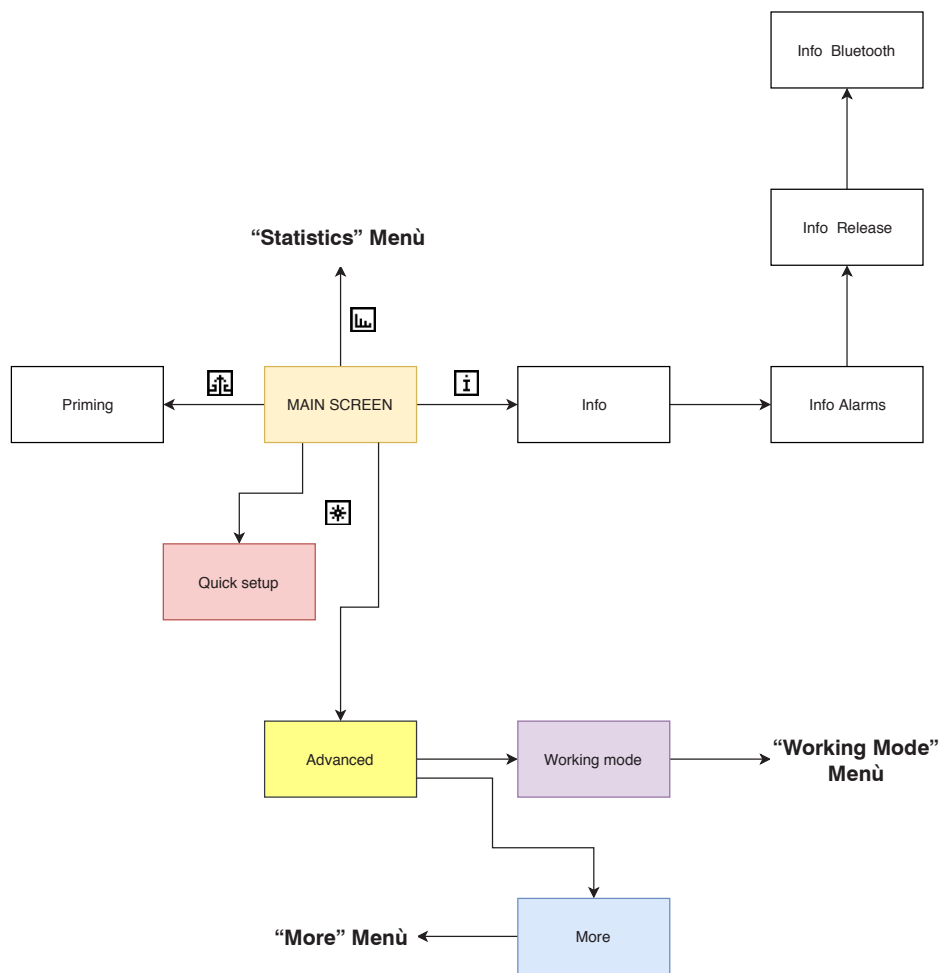 Info Bluetooth
Info Release
“Statistics” Menù
Priming
MAIN SCREEN
Info
Info Alarms
Quick setup
Advanced
Working mode
“Working Mode”
Menù
“More” Menù
More